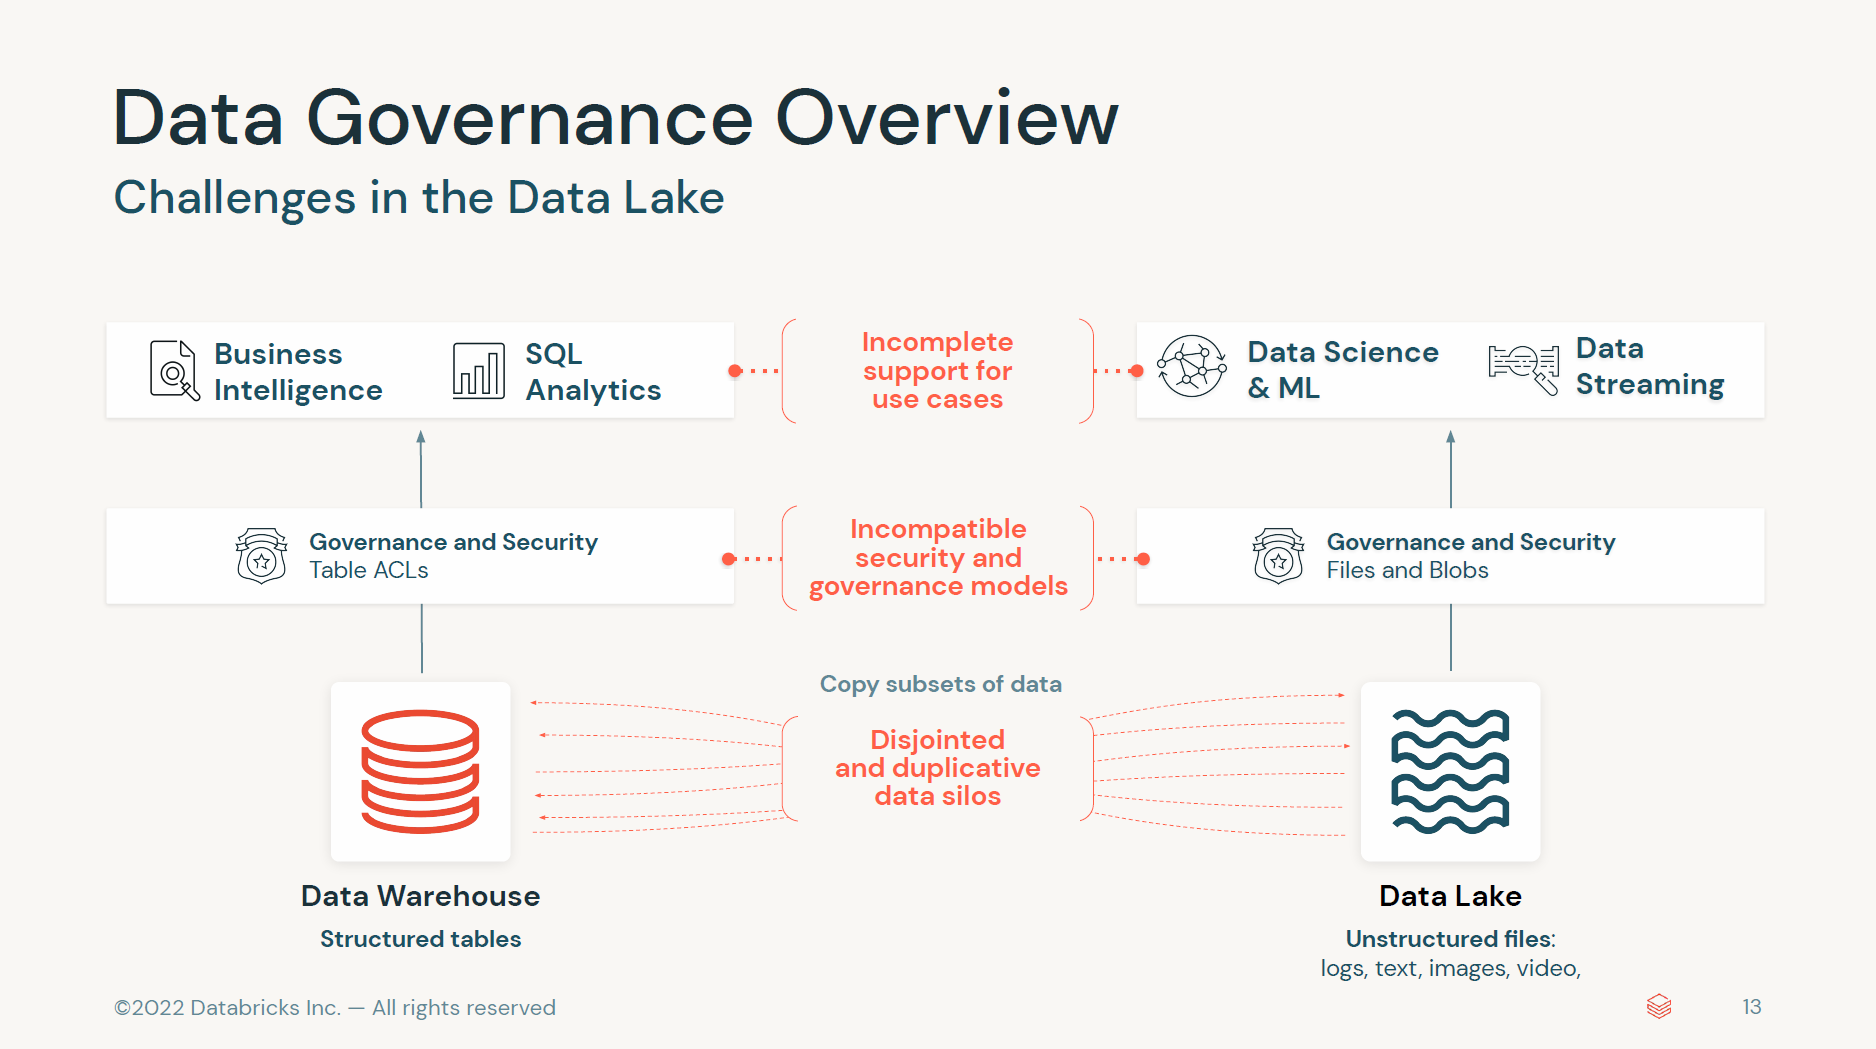 Data Governance Overview
Challenges in the Data Lake
Business
Intelligence
SQL
Analytics
Incomplete
support for
use cases
Data Science
& ML
Data
Streaming
Governance and Security
Table ACLs
Incompatible
security and
governance models
Governance and Security
Files and Blobs
Copy subsets of data
Disjointed
and duplicative
data silos
Data Warehouse
Structured tables
Data Lake
Unstructured files:
logs, text, images, video,
©2022 Databricks Inc. — All rights reserved
13